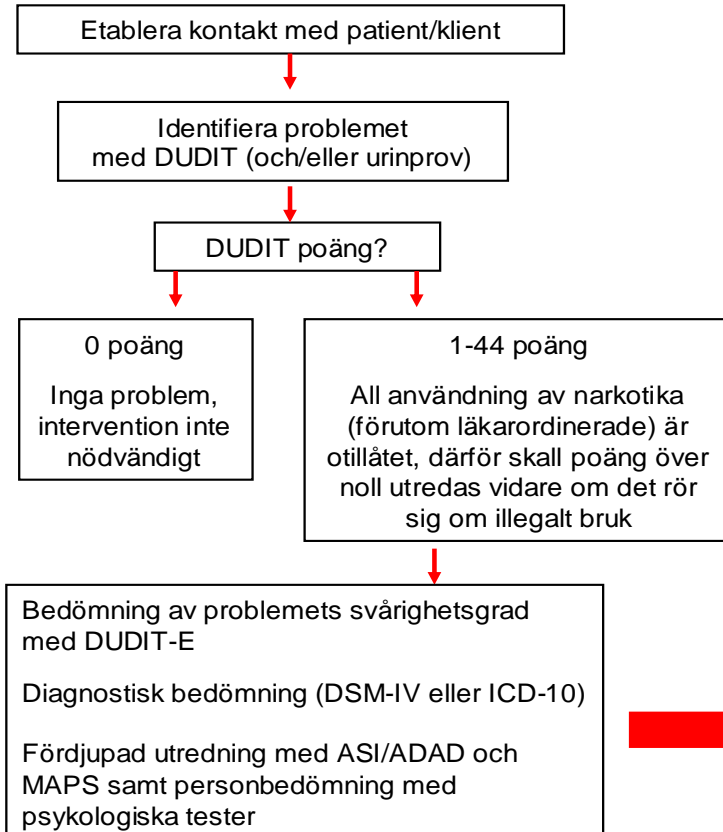 Etablera kontakt med patient/klient
Identifiera problemet
med DUDIT (och/eller urinprov)
DUDIT poäng?
0 poäng
Inga problem,
intervention inte
nödvändigt
1-44 poäng
All användning av narkotika
(förutom läkarordinerade) är
otillåtet, därför skall poäng över
noll utredas vidare om det rör
sig om illegalt bruk
Bedömning av problemets svårighetsgrad
med DUDIT-E
Diagnostisk bedömning (DSM-IV eller ICD-10)
Fördjupad utredning med ASI/ADAD och
MAPS samt personbedömning med
psykologiska tester